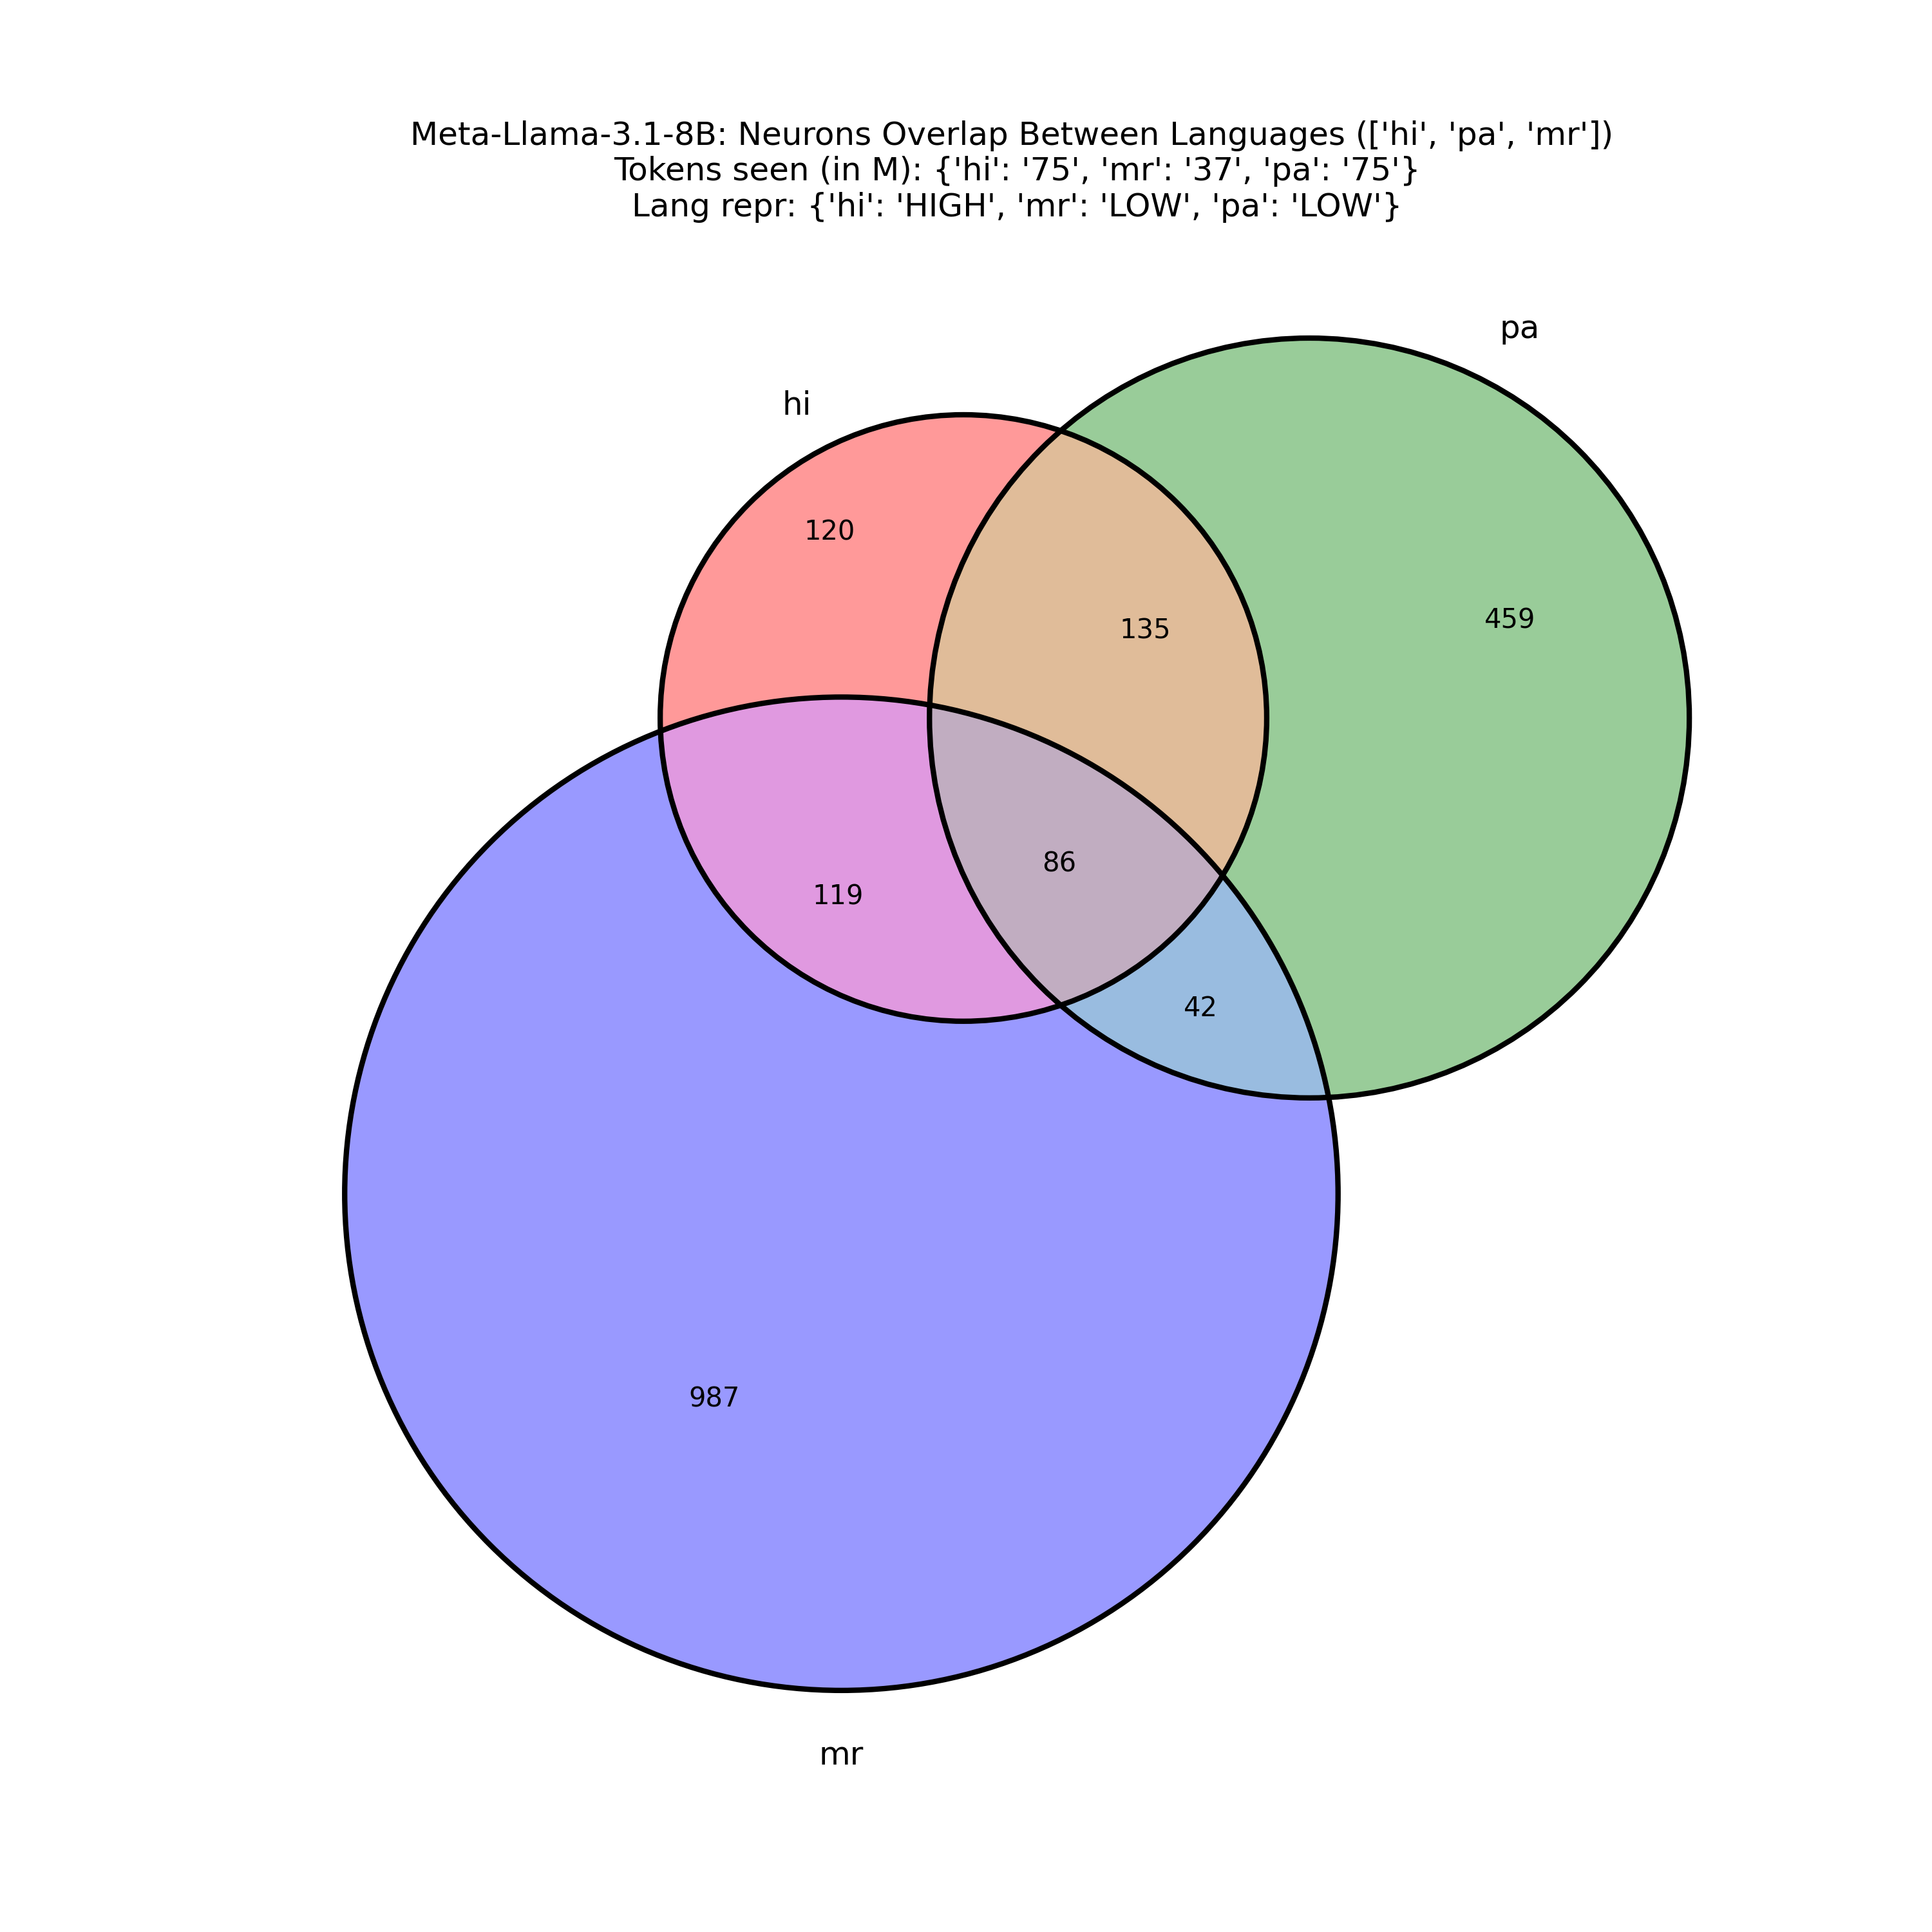 Meta-Llama-3.1-8B: Neurons Overlap Between Languages (['hi', 'pa', 'mr'])
Tokens seen (in M): {'hi': '75', 'mr': '37', 'pa': '75'}
Lang repr: {'hi': 'HIGH', 'mr': 'LOW', 'pa': 'LOW'}
pa
hi
120
459
135
86
119
42
987
mr